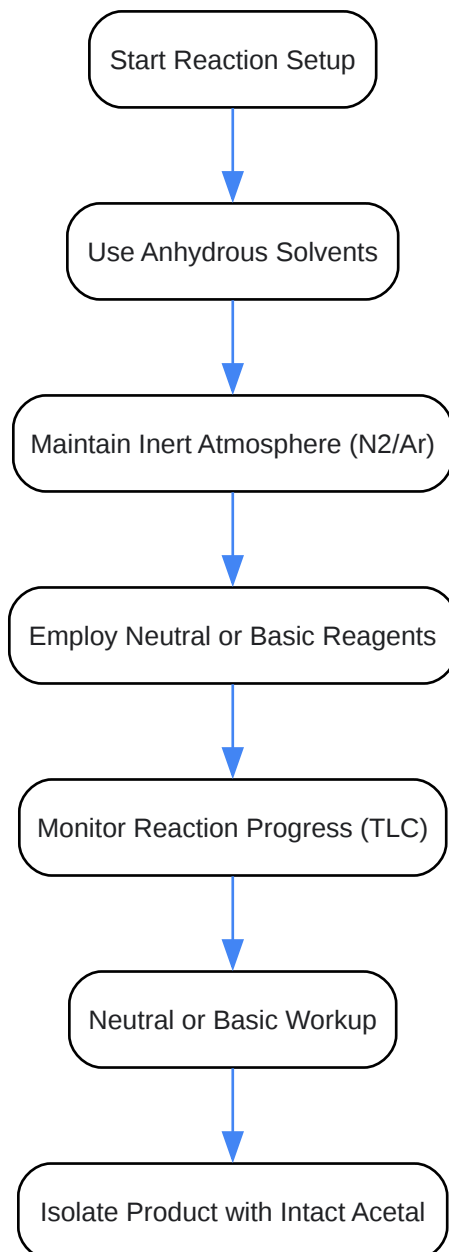 Start Reaction Setup
Use Anhydrous Solvents
Maintain Inert Atmosphere (N2/Ar)
Employ Neutral or Basic Reagents
Monitor Reaction Progress (TLC)
Neutral or Basic Workup
Isolate Product with Intact Acetal